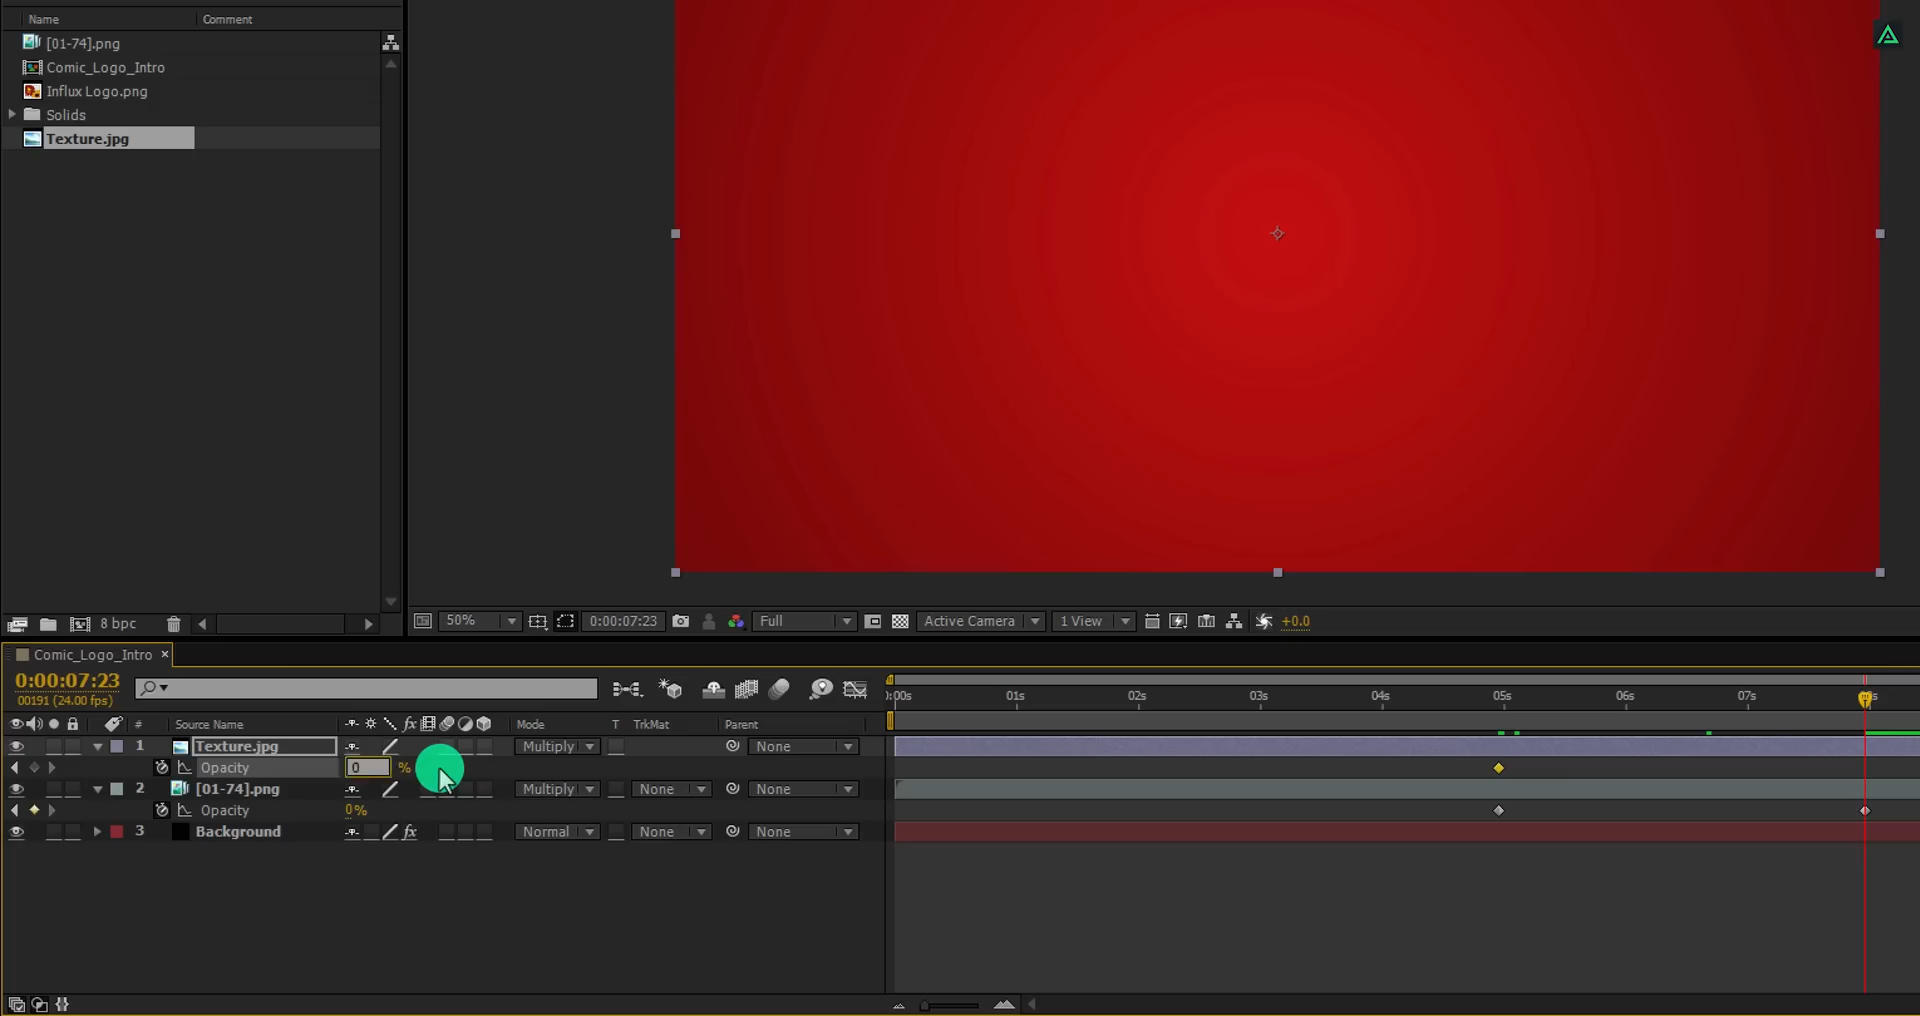 Name Comment
[01-74].png
Comic_Logo_Intro
Influx Logo.png
Solids
Texture.jpg
8 bpc
50% 0:00:07:23 Full Active Camera 1 View +0.0
Comic_Logo_Intro ×
0:00:07:23
00191 (24.00 fps)
):00s 01s 02s 03s 04s 05s 06s 07s s
# Source Name fx Mode T TrkMat Parent
1 Texture.jpg Multiply None
Opacity 0 %
2 [01-74].png Multiply None None
Opacity 0%
3 Background fx Normal None None